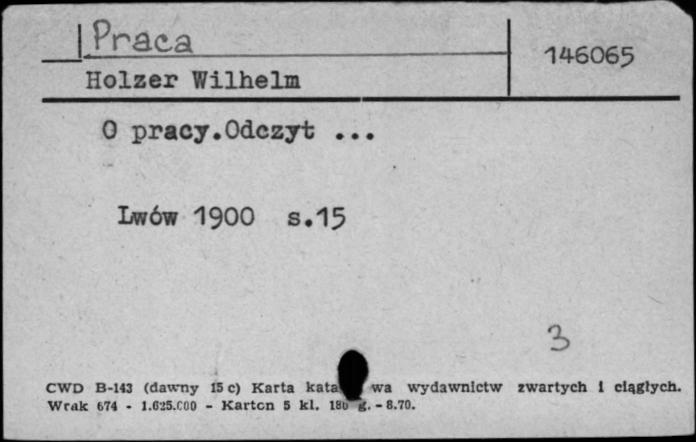 Praca
146065
Holzer Wilhelm
O pracy.Odczyt ...
Lwów 1900 s.15
3
CWD B-143 (dawny 15 c) Karta kata wa wydawnictw zwartych i ciągłych.
Wrak 674 - 1.625.000 - Karton 5 kl. 180 g. - 8.70.